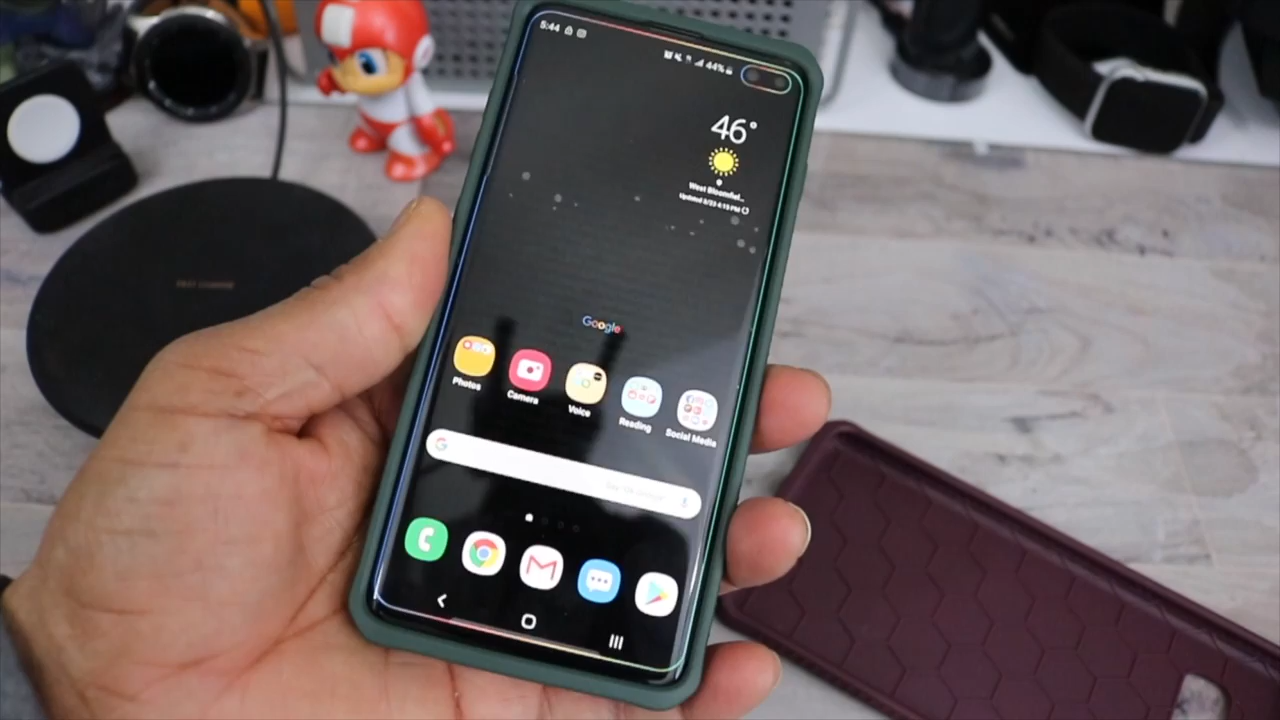 5:44
44%
46°
West Bloomfiel...
Google
Photos
Camera
Voice
Reading
Social Media
G